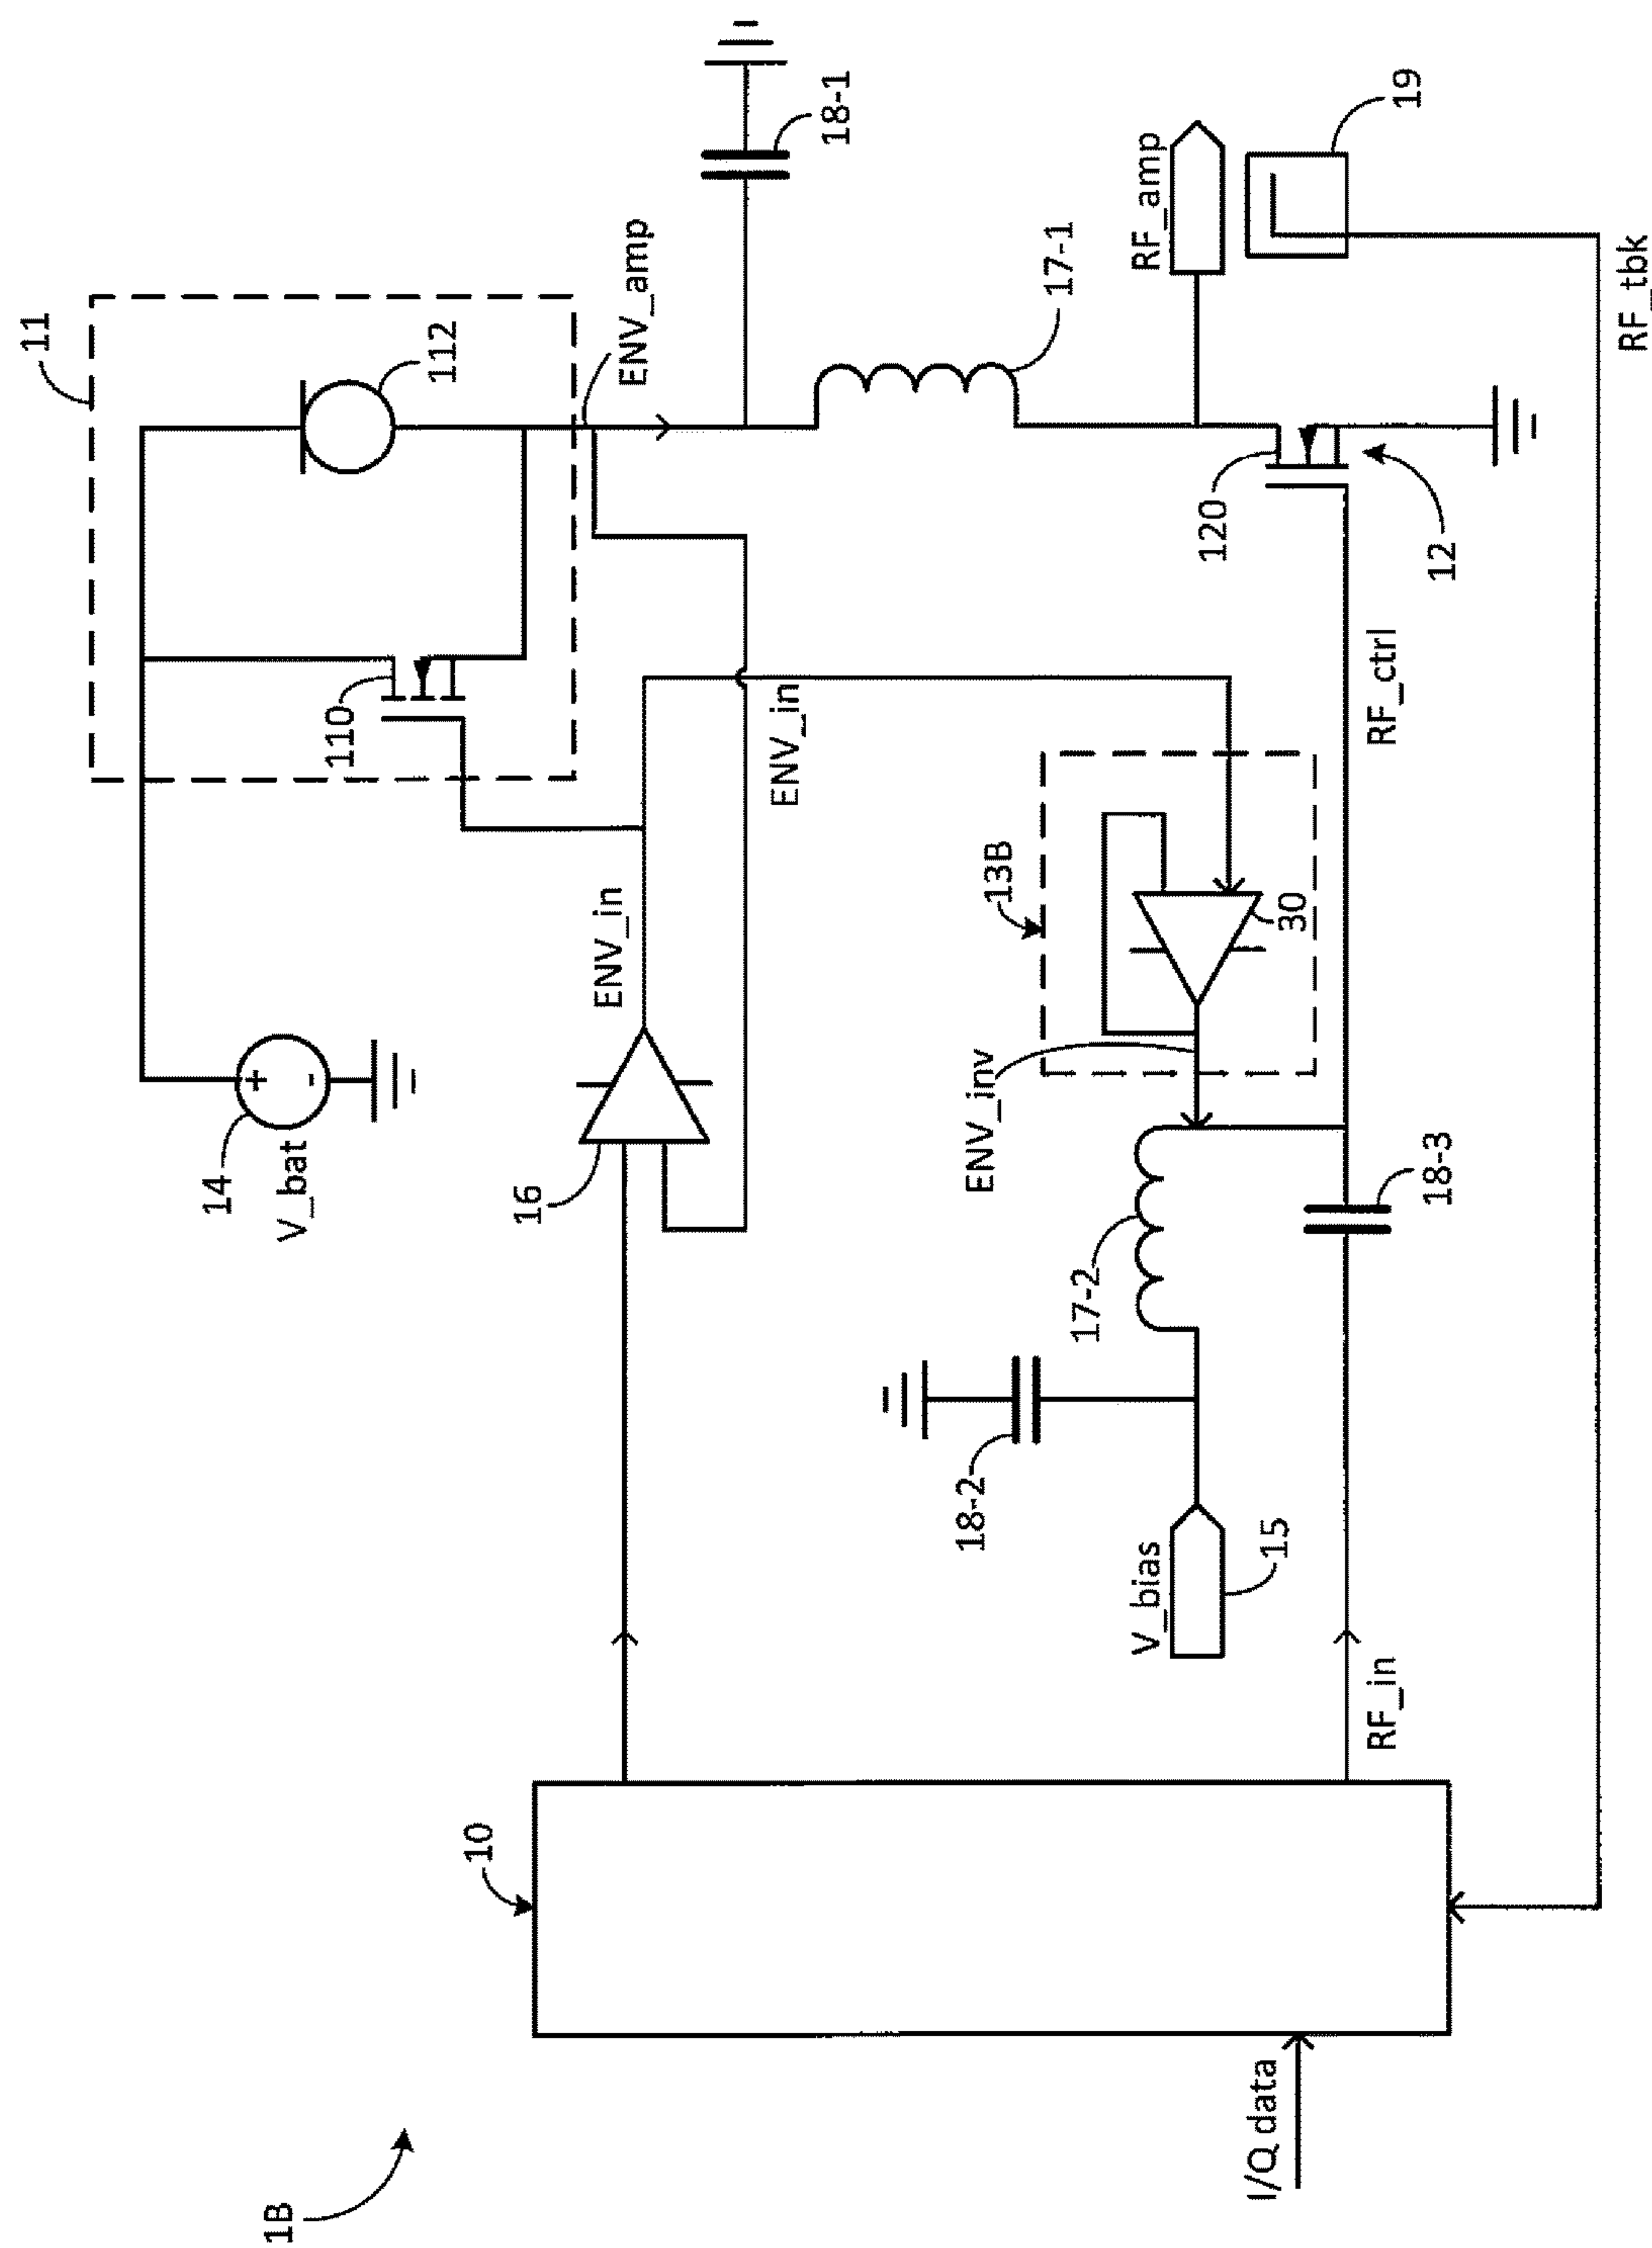 1B
I/Q data
10
RF_in
V_bias
15
18-2
17-2
18-3
ENV_inv
13B
30
16
ENV_in
ENV_in
14
V_bat
110
11
112
ENV_amp
18-1
17-1
RF_amp
19
120
12
RF_ctrl
RF_tbk